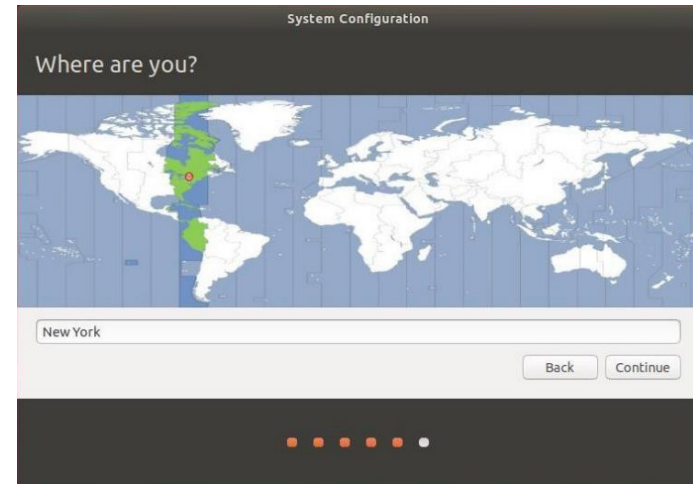 System Configuration
Where are you?
New York
Back
Continue